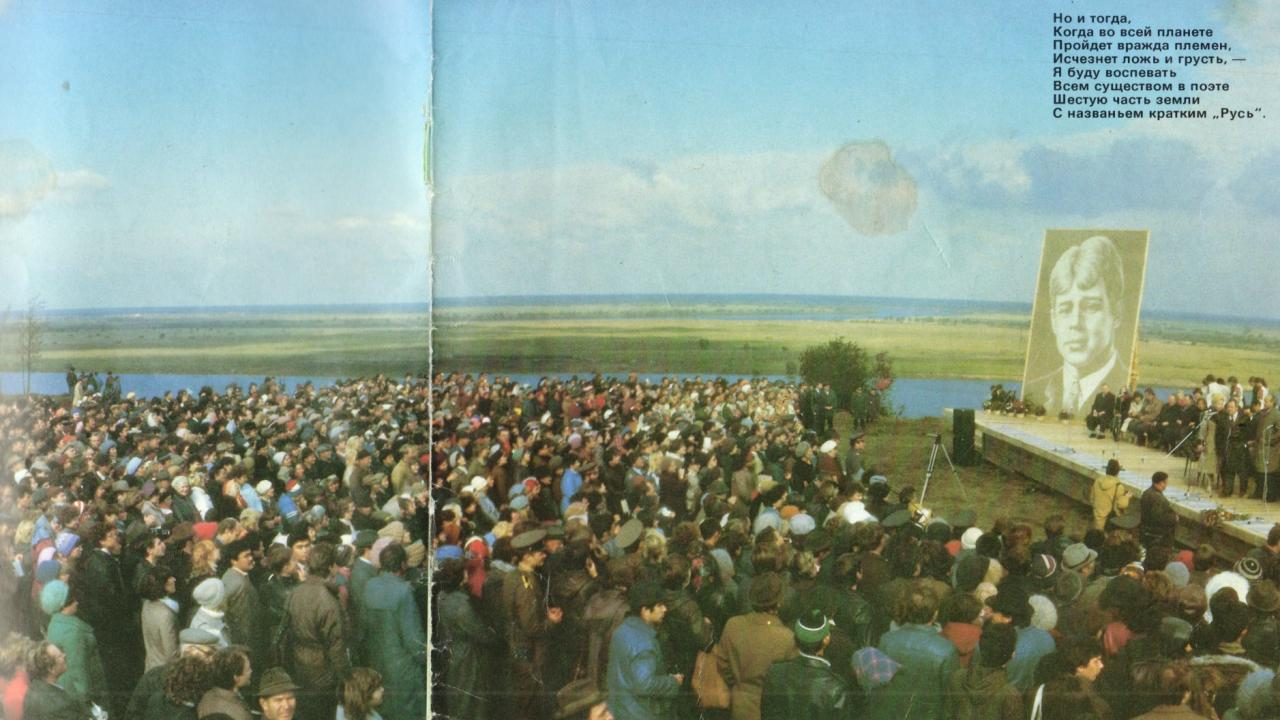 Но и тогда,
Когда во всей планете
Пройдет вражда племен,
Исчезнет ложь и грусть, —
Я буду воспевать
Всем существом в поэте
Шестую часть земли
С названьем кратким „Русь“.